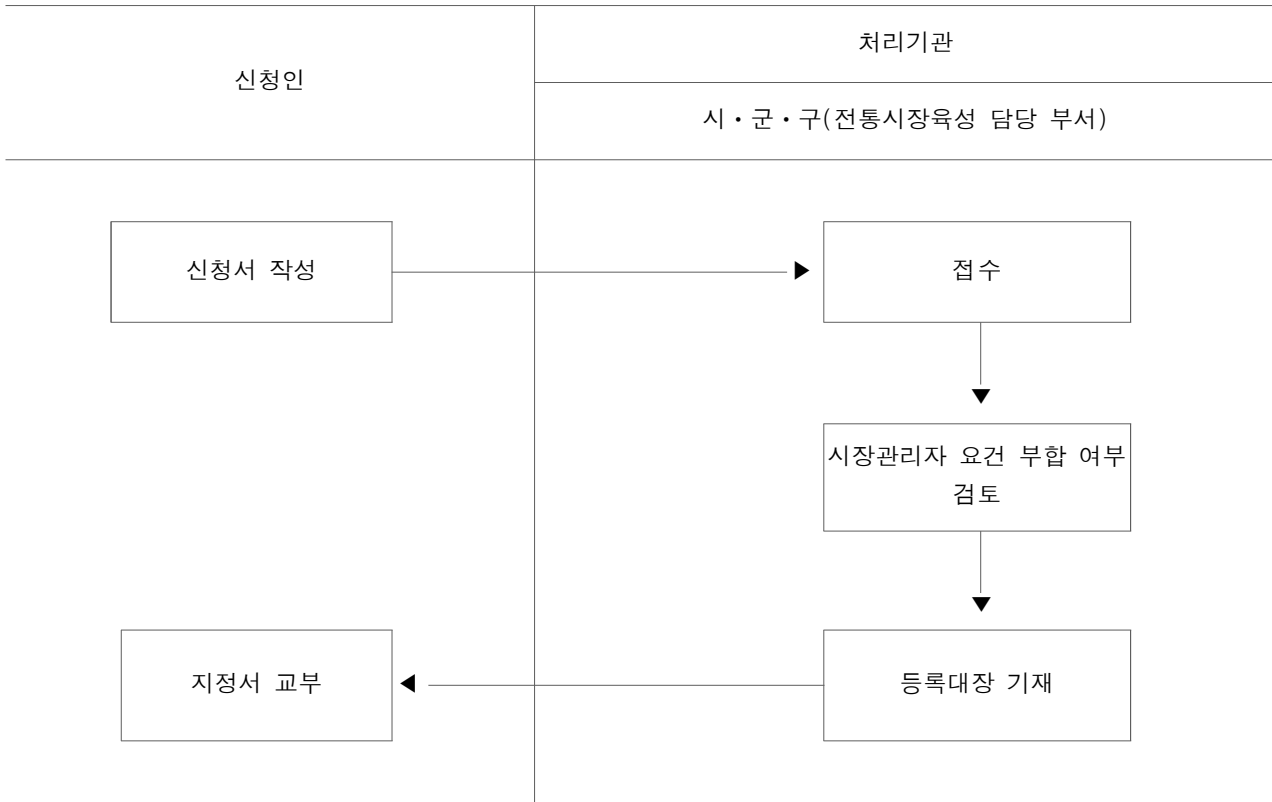 신청인
처리기관
시・군・구(전통시장육성 담당 부서)
신청서 작성
접수
시장관리자 요건 부합 여부
검토
지정서 교부
등록대장 기재